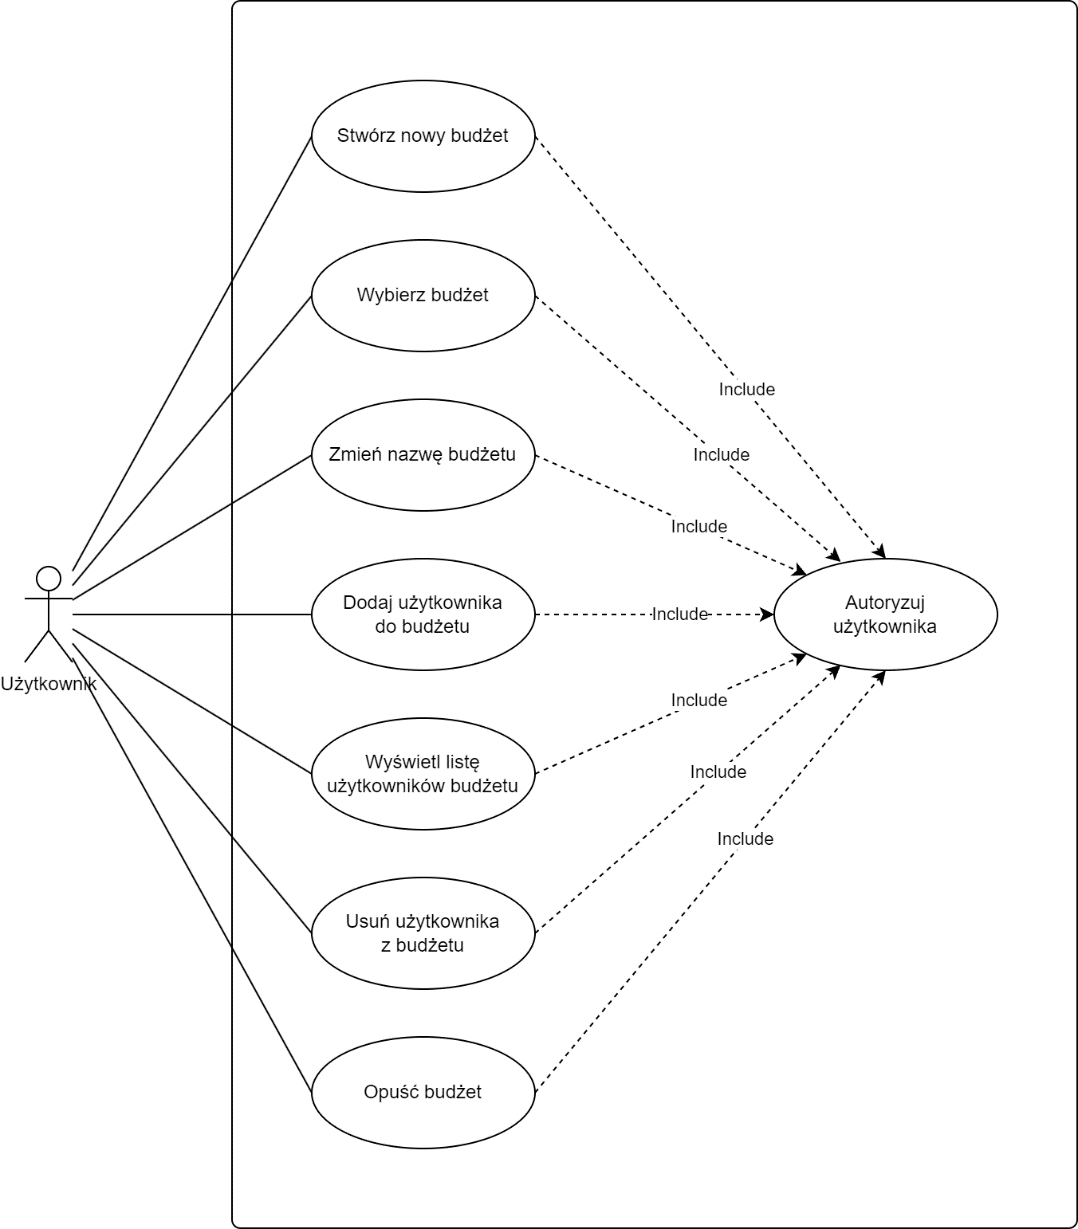 Stwórz nowy budżet
Wybierz budżet
Include
Zmień nazwę budżetu
Include
Include
Dodaj użytkownika
do budżetu
Include
Autoryzuj
użytkownika
Użytkownik
Include
Wyświetl listę
użytkowników budżetu
Include
Include
Usuń użytkownika
z budżetu
Opuść budżet